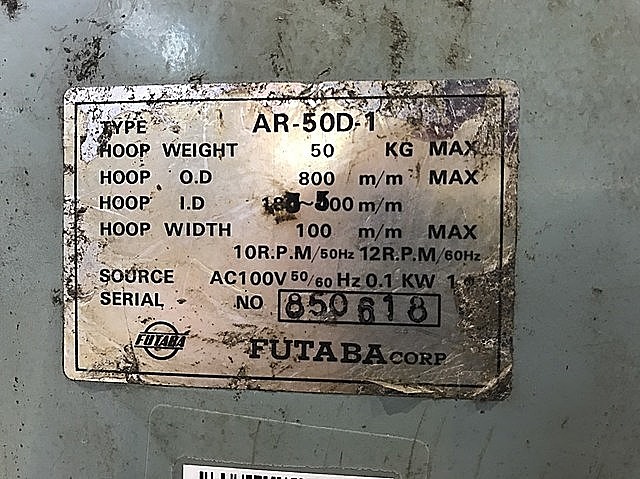 TYPE AR-50D-1
HOOP WEIGHT 50 KG MAX
HOOP O.D 800 m/m MAX
HOOP I.D m/m
HOOP WIDTH 100 m/m MAX
10R.P.M/50Hz 12R.P.M/60Hz
SOURCE AC100V 50/60 Hz 0.1 KW 1
SERIAL NO 850618
FUTABA FUTABA CORP